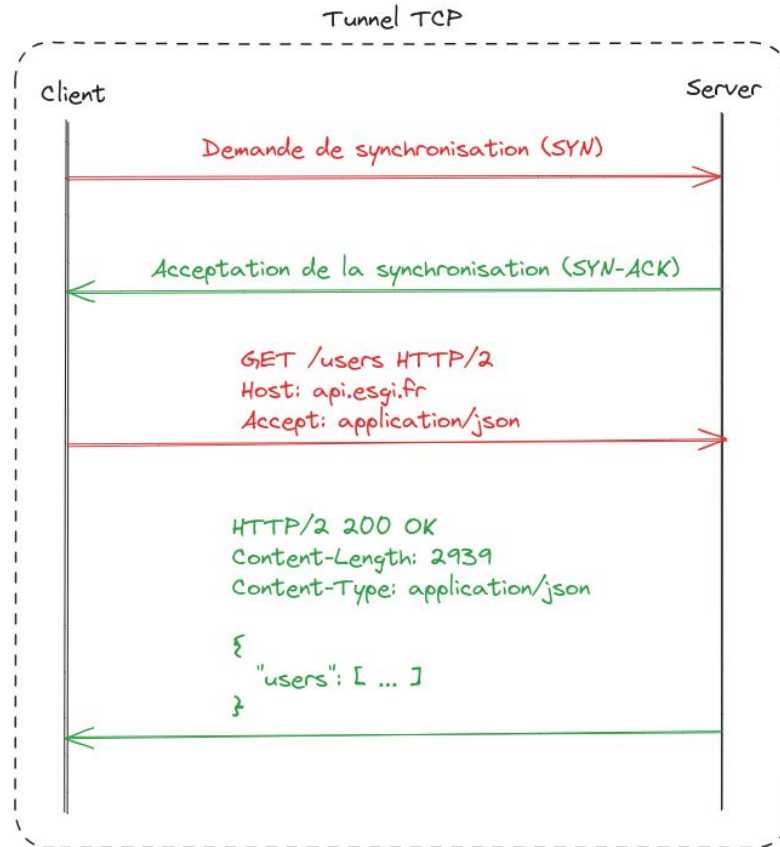 Tunnel TCP
Client
Server
Demande de synchronisation (SYN)
Acceptation de la synchronisation (SYN-ACK)
GET /users HTTP/2
Host: api.esgi.fr
Accept: application/json
HTTP/2 200 OK
Content-Length: 2939
Content-Type: application/json
{
"users": [ ... ]
}